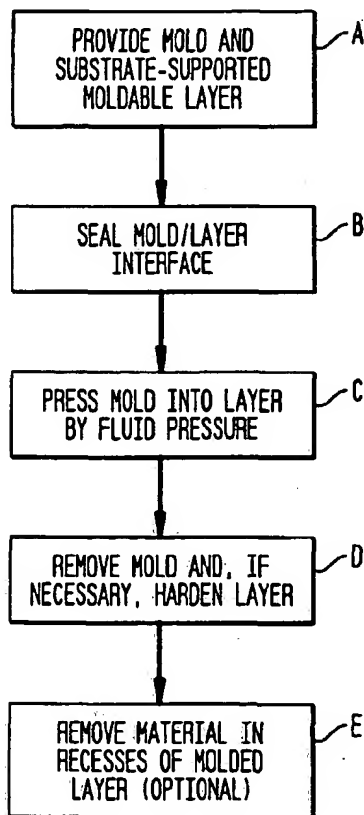 PROVIDE MOLD AND
SUBSTRATE-SUPPORTED
MOLDABLE LAYER
A
SEAL MOLD/LAYER
INTERFACE
B
PRESS MOLD INTO LAYER
BY FLUID PRESSURE
C
REMOVE MOLD AND, IF
NECESSARY, HARDEN LAYER
D
REMOVE MATERIAL IN
RECESSES OF MOLDED
LAYER (OPTIONAL)
E